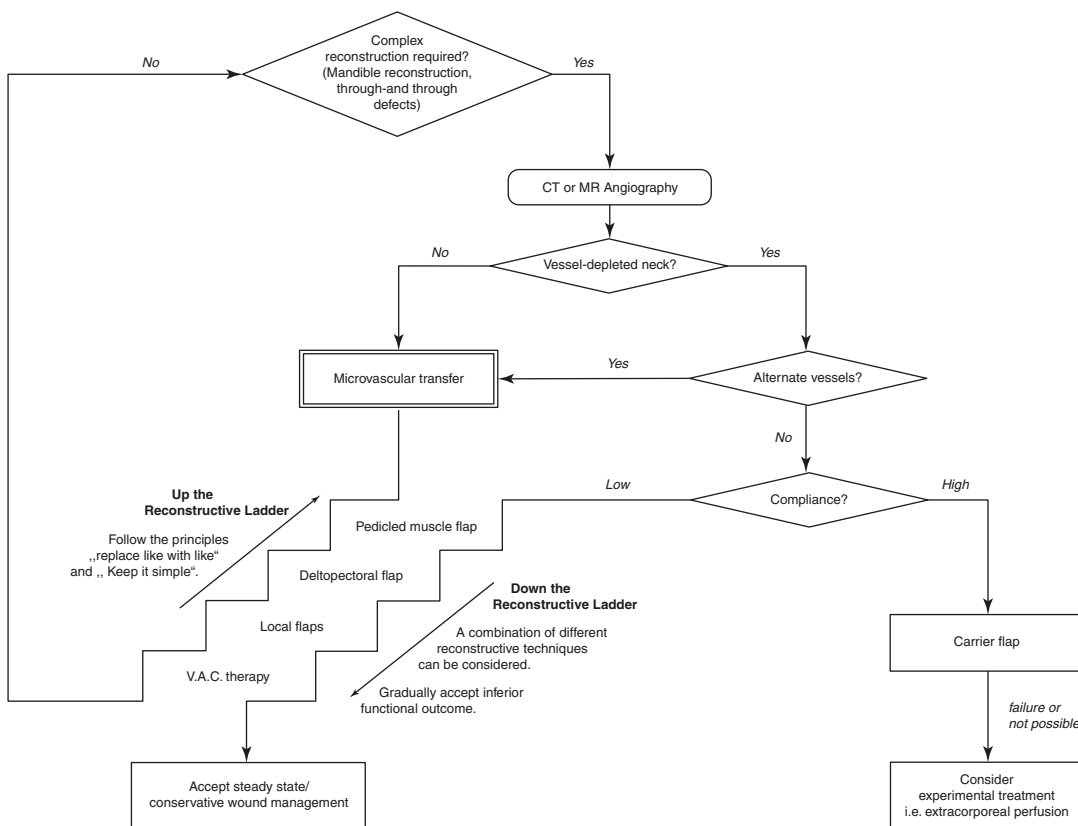 Complex
reconstruction required?
(Mandible reconstruction,
through-and through
defects)
No
Yes
CT or MR Angiography
Vessel-depleted neck?
No
Yes
Microvascular transfer
Yes
Alternate vessels?
No
Low
Compliance?
High
Up the
Reconstructive Ladder
Follow the principles
,,replace like with like“
and ,, Keep it simple“.
Pedicled muscle flap
Deltopectoral flap
Local flaps
V.A.C. therapy
Down the
Reconstructive Ladder
A combination of different
reconstructive techniques
can be considered.
Gradually accept inferior
functional outcome.
Carrier flap
failure or
not possible
Accept steady state/
conservative wound management
Consider
experimental treatment
i.e. extracorporeal perfusion